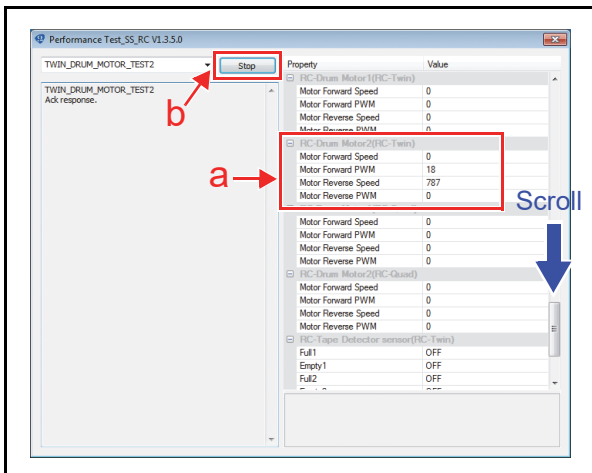 Performance Test_SS_RC V1.3.5.0
TWIN_DRUM_MOTOR_TEST2 Stop
TWIN_DRUM_MOTOR_TEST2
Ack response.
b
a
Property Value
RC-Drum Motor1(RC-Twin)
Motor Forward Speed 0
Motor Forward PWM 0
Motor Reverse Speed 0
Motor Reverse PWM 0
RC-Drum Motor2(RC-Twin)
Motor Forward Speed 0
Motor Forward PWM 18
Motor Reverse Speed 787
Motor Reverse PWM 0
Scroll
Motor Forward Speed 0
Motor Forward PWM 0
Motor Reverse Speed 0
Motor Reverse PWM 0
RC-Drum Motor2(RC-Quad)
Motor Forward Speed 0
Motor Forward PWM 0
Motor Reverse Speed 0
Motor Reverse PWM 0
RC-Tape Detector sensor(RC-Twin)
Full1 OFF
Empty1 OFF
Full2 OFF